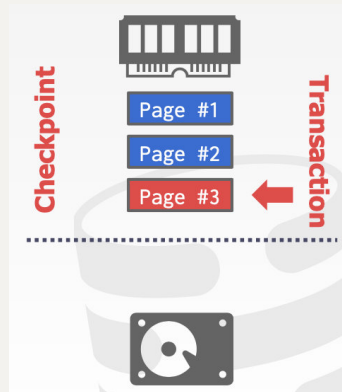 Checkpoint
Page #1
Page #2
Page #3
Transaction